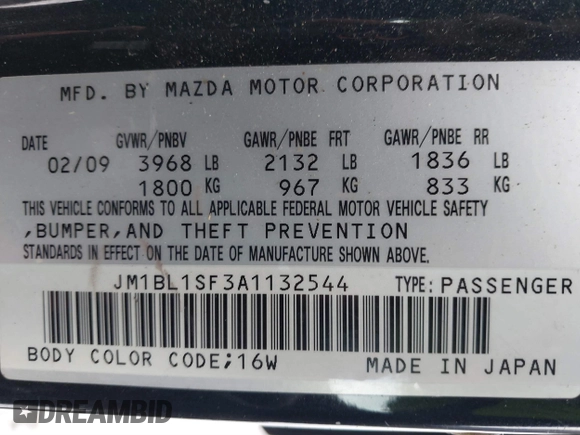 MFD. BY MAZDA MOTOR CORPORATION
DATE GVWR/PNBV GAWR/PNBE FRT GAWR/PNBE RR
02/09 3968 LB 2132 LB 1836 LB
1800 KG 967 KG 833 KG
THIS VEHICLE CONFORMS TO ALL APPLICABLE FEDERAL MOTOR VEHICLE SAFETY
,BUMPER,AND THEFT PREVENTION
STANDARDS IN EFFECT ON THE DATE OF MANUFACTURE SHOWN ABOVE.
JM1BL1SF3A1132544 TYPE: PASSENGER
BODY COLOR CODE;16W MADE IN JAPAN
DREAMBID